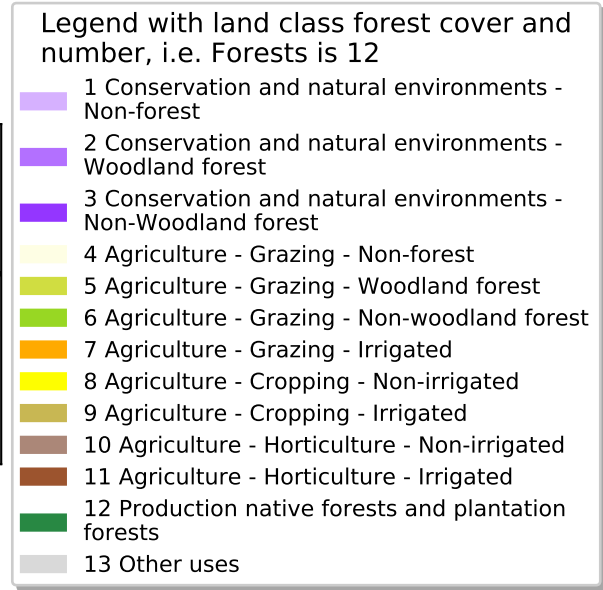 Legend with land class forest cover and
number, i.e. Forests is 12
1 Conservation and natural environments -
Non-forest
2 Conservation and natural environments -
Woodland forest
3 Conservation and natural environments -
Non-Woodland forest
4 Agriculture - Grazing - Non-forest
5 Agriculture - Grazing - Woodland forest
6 Agriculture - Grazing - Non-woodland forest
7 Agriculture - Grazing - Irrigated
8 Agriculture - Cropping - Non-irrigated
9 Agriculture - Cropping - Irrigated
10 Agriculture - Horticulture - Non-irrigated
11 Agriculture - Horticulture - Irrigated
12 Production native forests and plantation
forests
13 Other uses